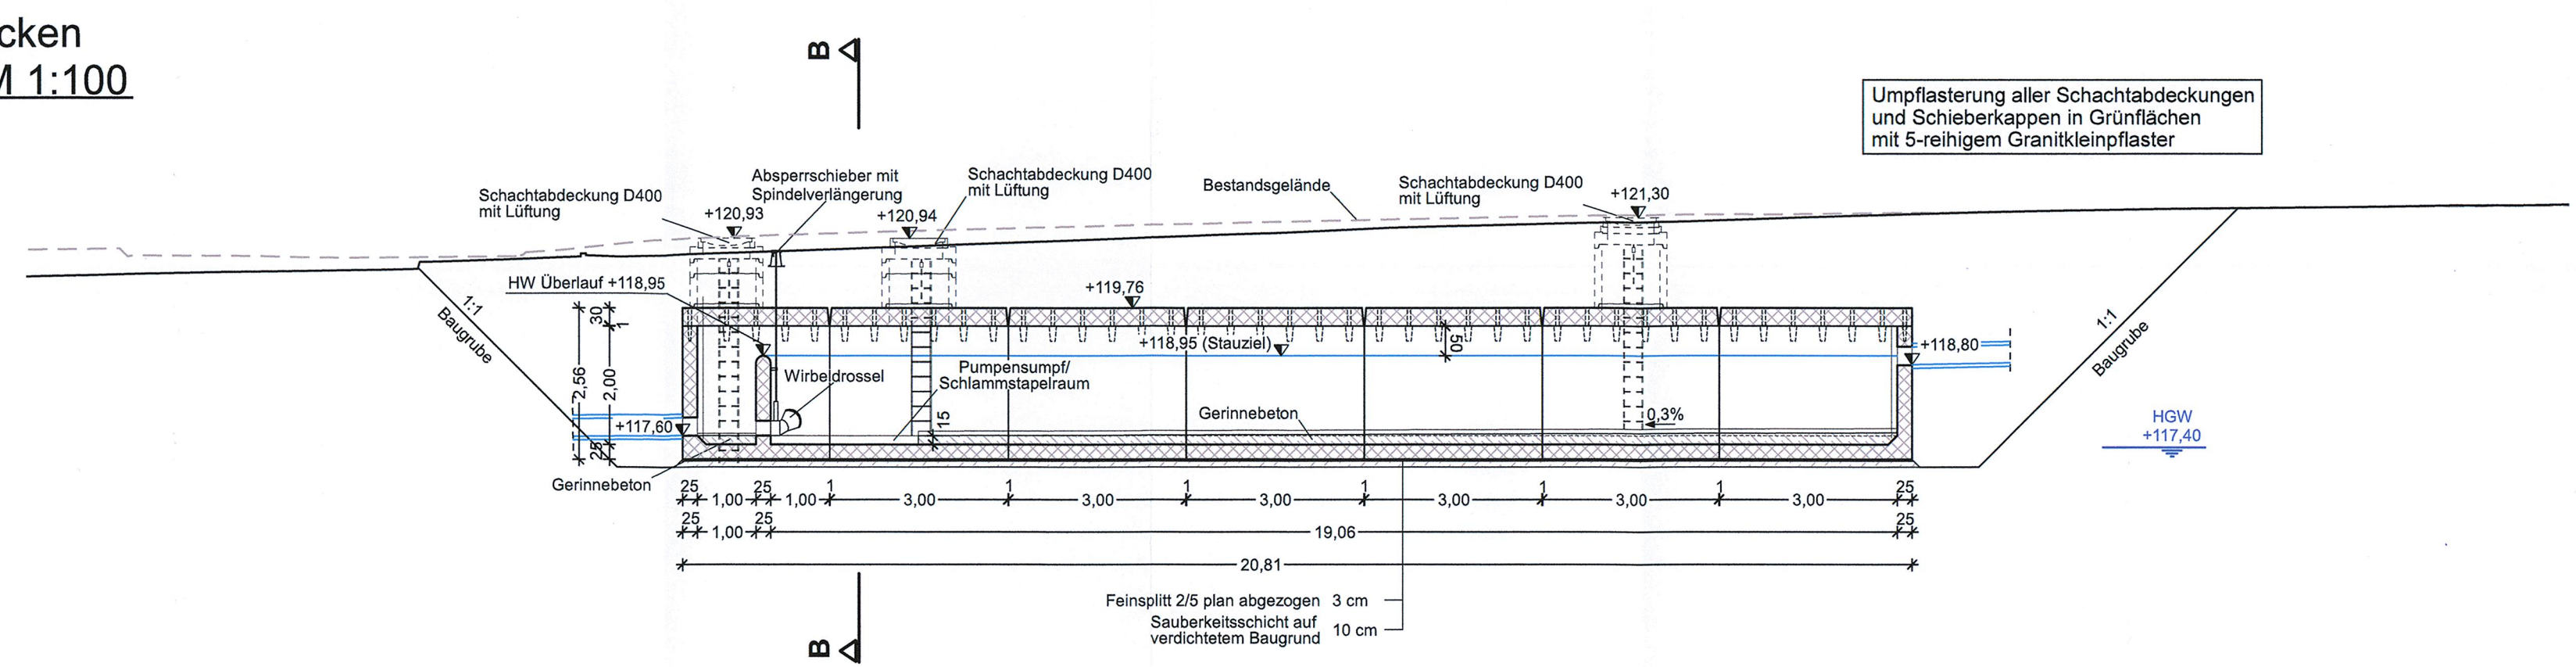 cken
M 1:100
B
Umpflasterung aller Schachtabdeckungen
und Schieberkappen in Grünflächen
mit 5-reihigem Granitkleinpflaster
Schachtabdeckung D400
mit Lüftung
+120,93
Absperrschieber mit
Spindelverlängerung
+120,94
Schachtabdeckung D400
mit Lüftung
Bestandsgelände
Schachtabdeckung D400
mit Lüftung
+121,30
HW Überlauf +118,95
+119,76
1:1
Baugrube
1:1
Baugrube
30
1
2,56
2,00
25
+118,95 (Stauziel)
50
+118,80
Wirbeldrossel
Pumpensumpf/
Schlammstapelraum
Gerinnebeton
15
0,3%
+117,60
HGW
+117,40
Gerinnebeton
25 1,00 25 1,00 1 3,00 1 3,00 1 3,00 1 3,00 1 3,00 1 3,00 25
25 1,00 25 19,06 25
20,81
Feinsplitt 2/5 plan abgezogen 3 cm
Sauberkeitsschicht auf
verdichtetem Baugrund 10 cm
B